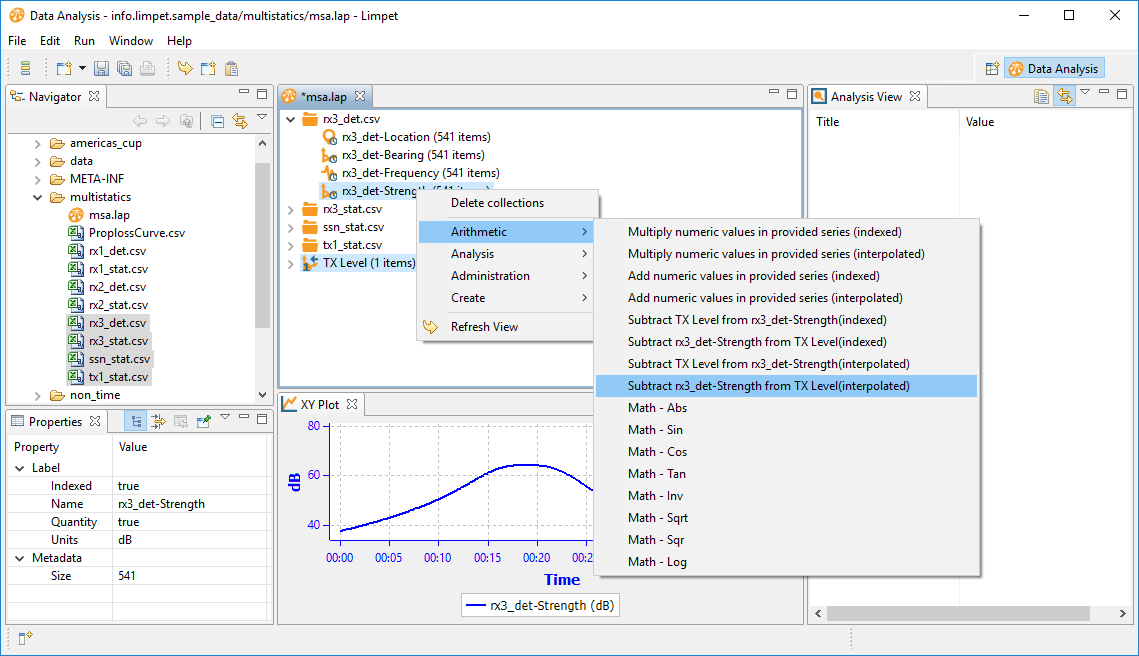 Data Analysis - info.limpet.sample_data/multistatics/msa.lap - Limpet
File Edit Run Window Help
Data Analysis
Navigator
americas_cup
data
META-INF
multistatics
msa.lap
ProplossCurve.csv
rx1_det.csv
rx1_stat.csv
rx2_det.csv
rx2_stat.csv
rx3_det.csv
rx3_stat.csv
ssn_stat.csv
tx1_stat.csv
non_time
*msa.lap
rx3_det.csv
rx3_det-Location (541 items)
rx3_det-Bearing (541 items)
rx3_det-Frequency (541 items)
rx3_det-Strength (541 items)
rx3_stat.csv
ssn_stat.csv
tx1_stat.csv
TX Level (1 items)
Delete collections
Arithmetic
Analysis
Administration
Create
Refresh View
Multiply numeric values in provided series (indexed)
Multiply numeric values in provided series (interpolated)
Add numeric values in provided series (indexed)
Add numeric values in provided series (interpolated)
Subtract TX Level from rx3_det-Strength(indexed)
Subtract rx3_det-Strength from TX Level(indexed)
Subtract TX Level from rx3_det-Strength(interpolated)
Subtract rx3_det-Strength from TX Level(interpolated)
Math - Abs
Math - Sin
Math - Cos
Math - Tan
Math - Inv
Math - Sqrt
Math - Sqr
Math - Log
Analysis View
Title Value
Properties
Property Value
Label
Indexed true
Name rx3_det-Strength
Quantity true
Units dB
Metadata
Size 541
XY Plot
80
60
40
dB
00:00 00:05 00:10 00:15 00:20
Time
rx3_det-Strength (dB)